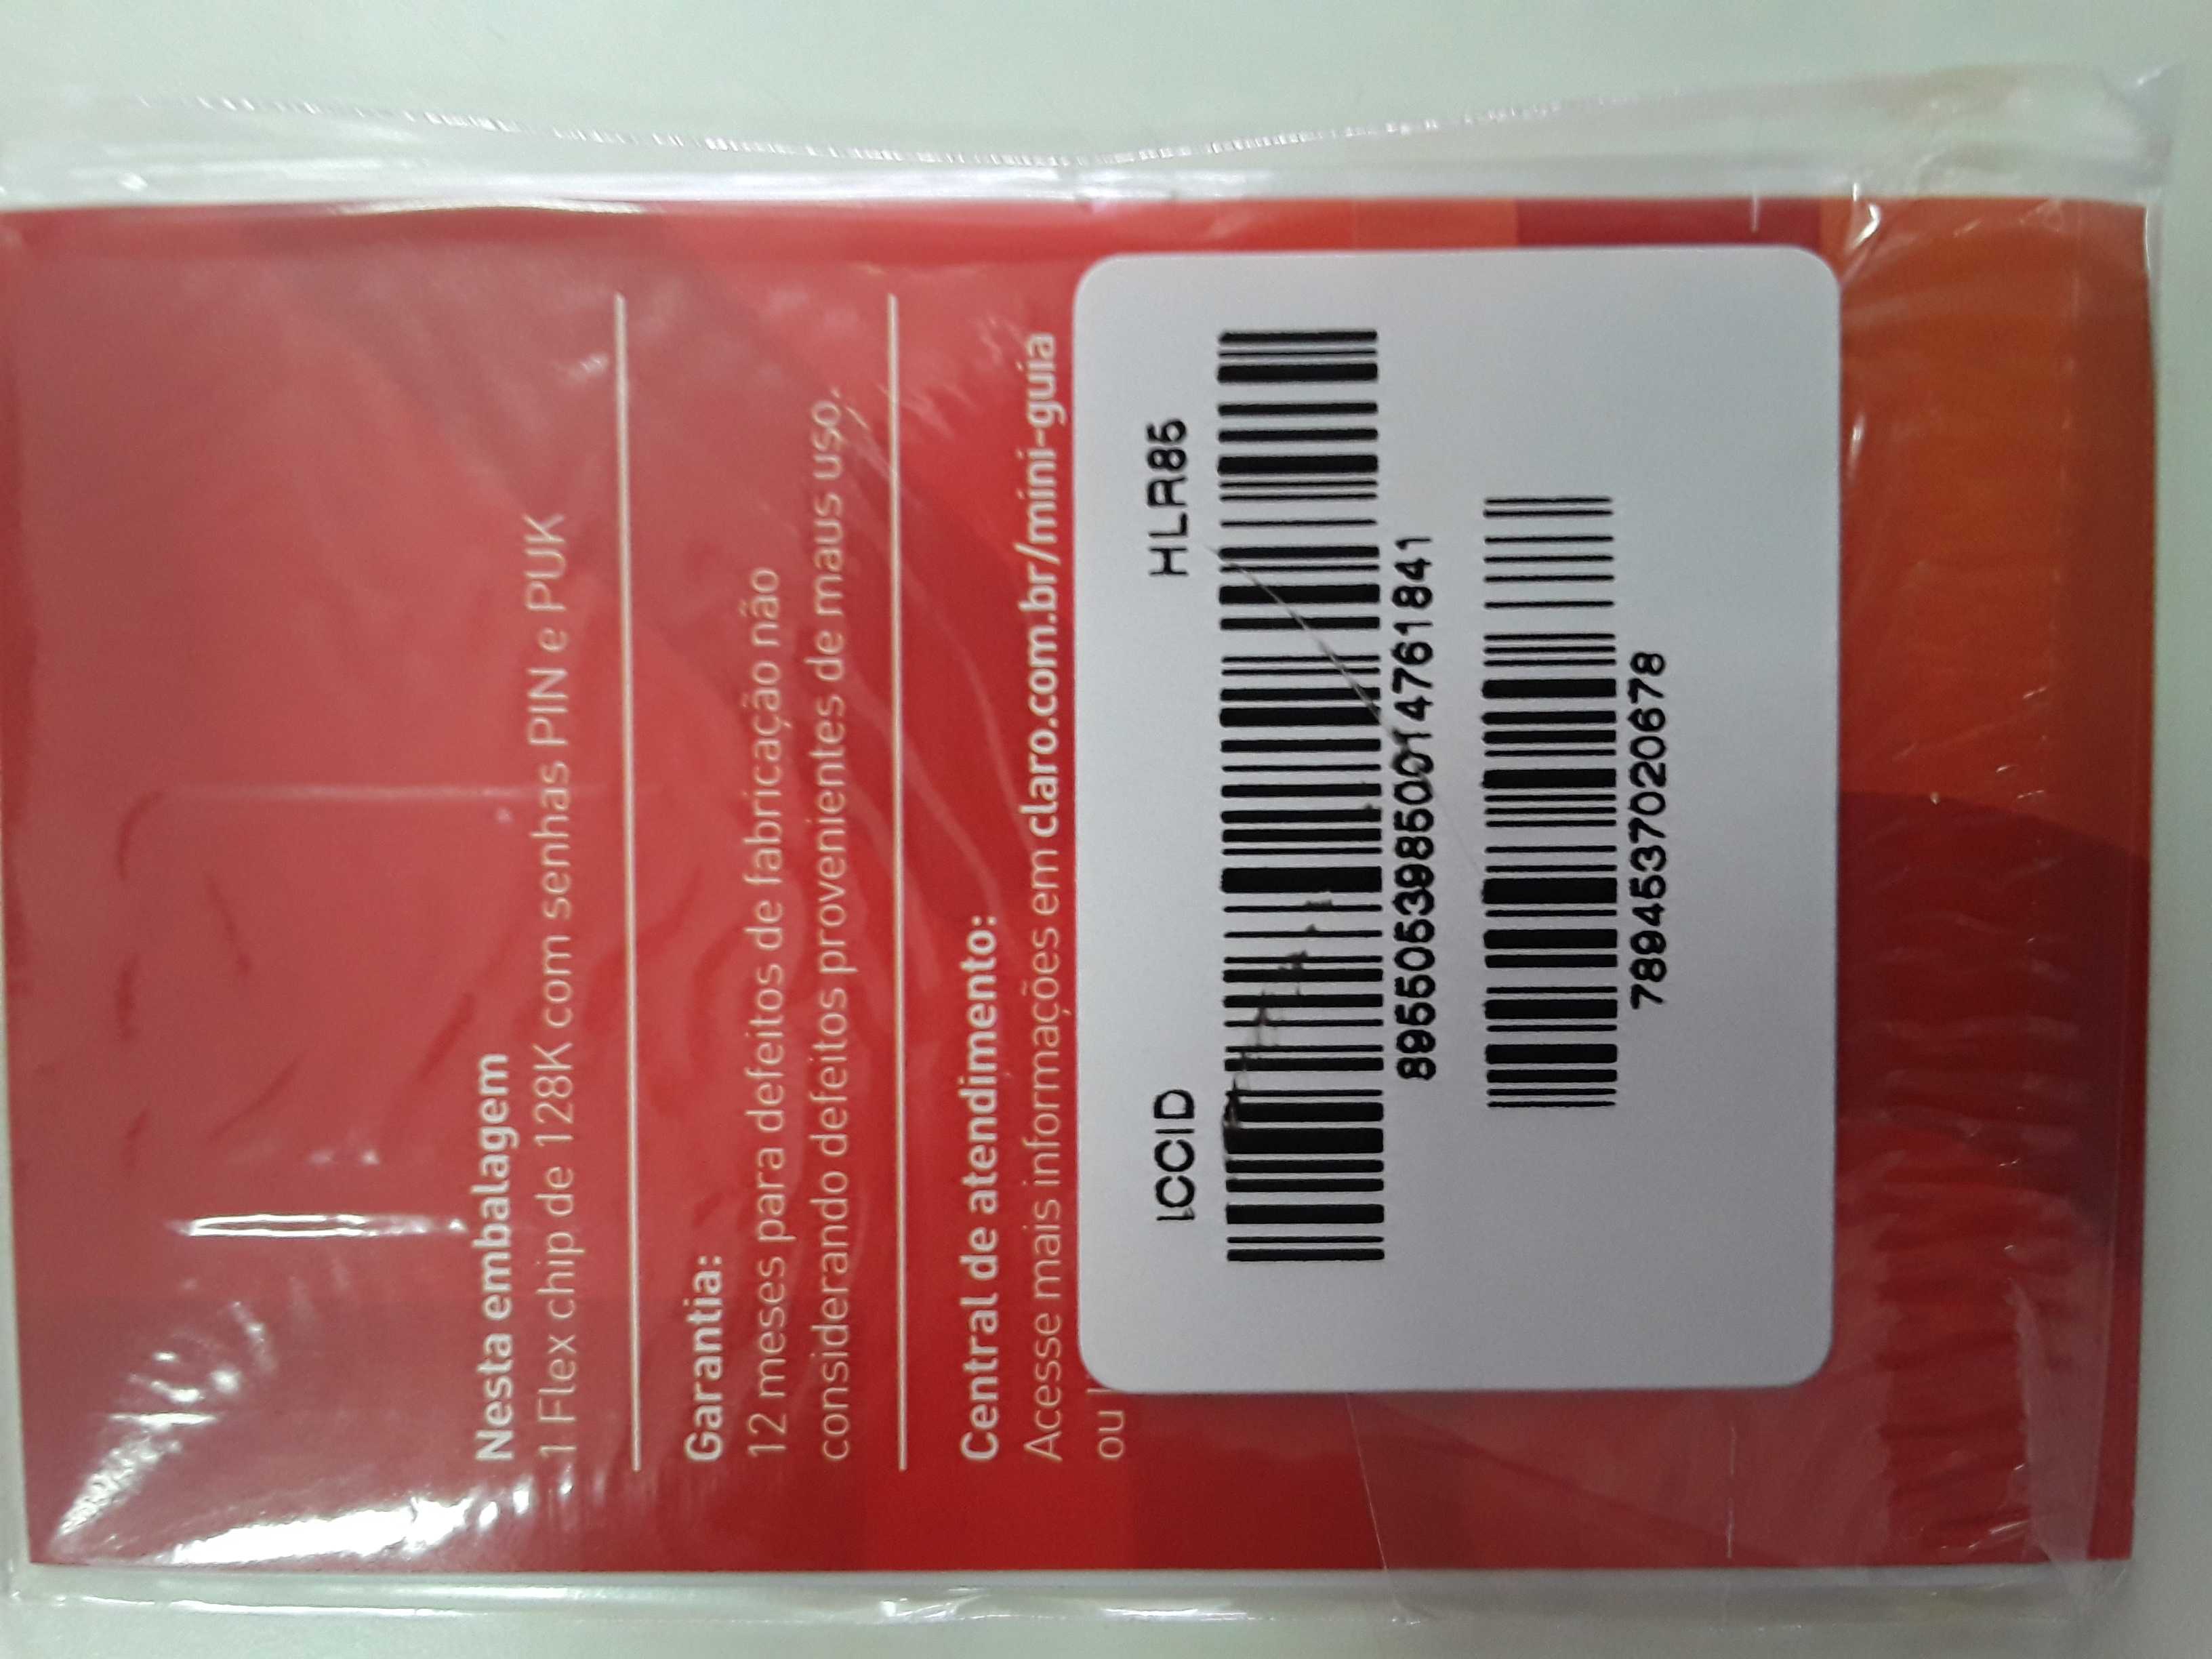 Nesta embalagem
1 Flex chip de 128K com senhas PIN e PUK
Garantia:
12 meses para defeitos de fabricação não
considerando defeitos provenientes de maus uso.
Central de atendimento:
Acesse mais informações em claro.com.br/mini-guia
ou
ICCID HLR85
89550539850014761841
7894537020678